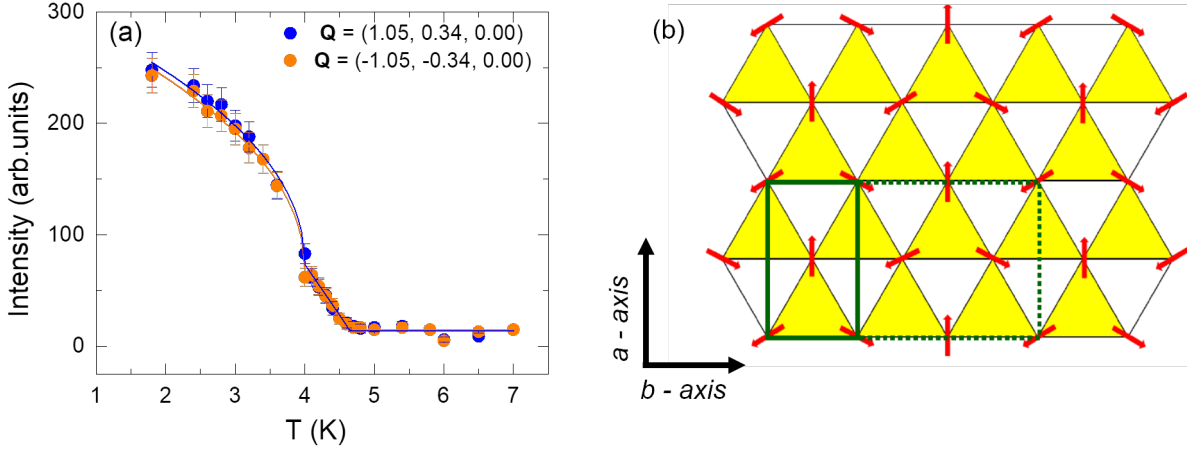 (a)
Q = (1.05, 0.34, 0.00)
Q = (-1.05, -0.34, 0.00)
Intensity (arb.units)
300
200
100
0
1 2 3 4 5 6 7
T (K)
(b)
a - axis
b - axis